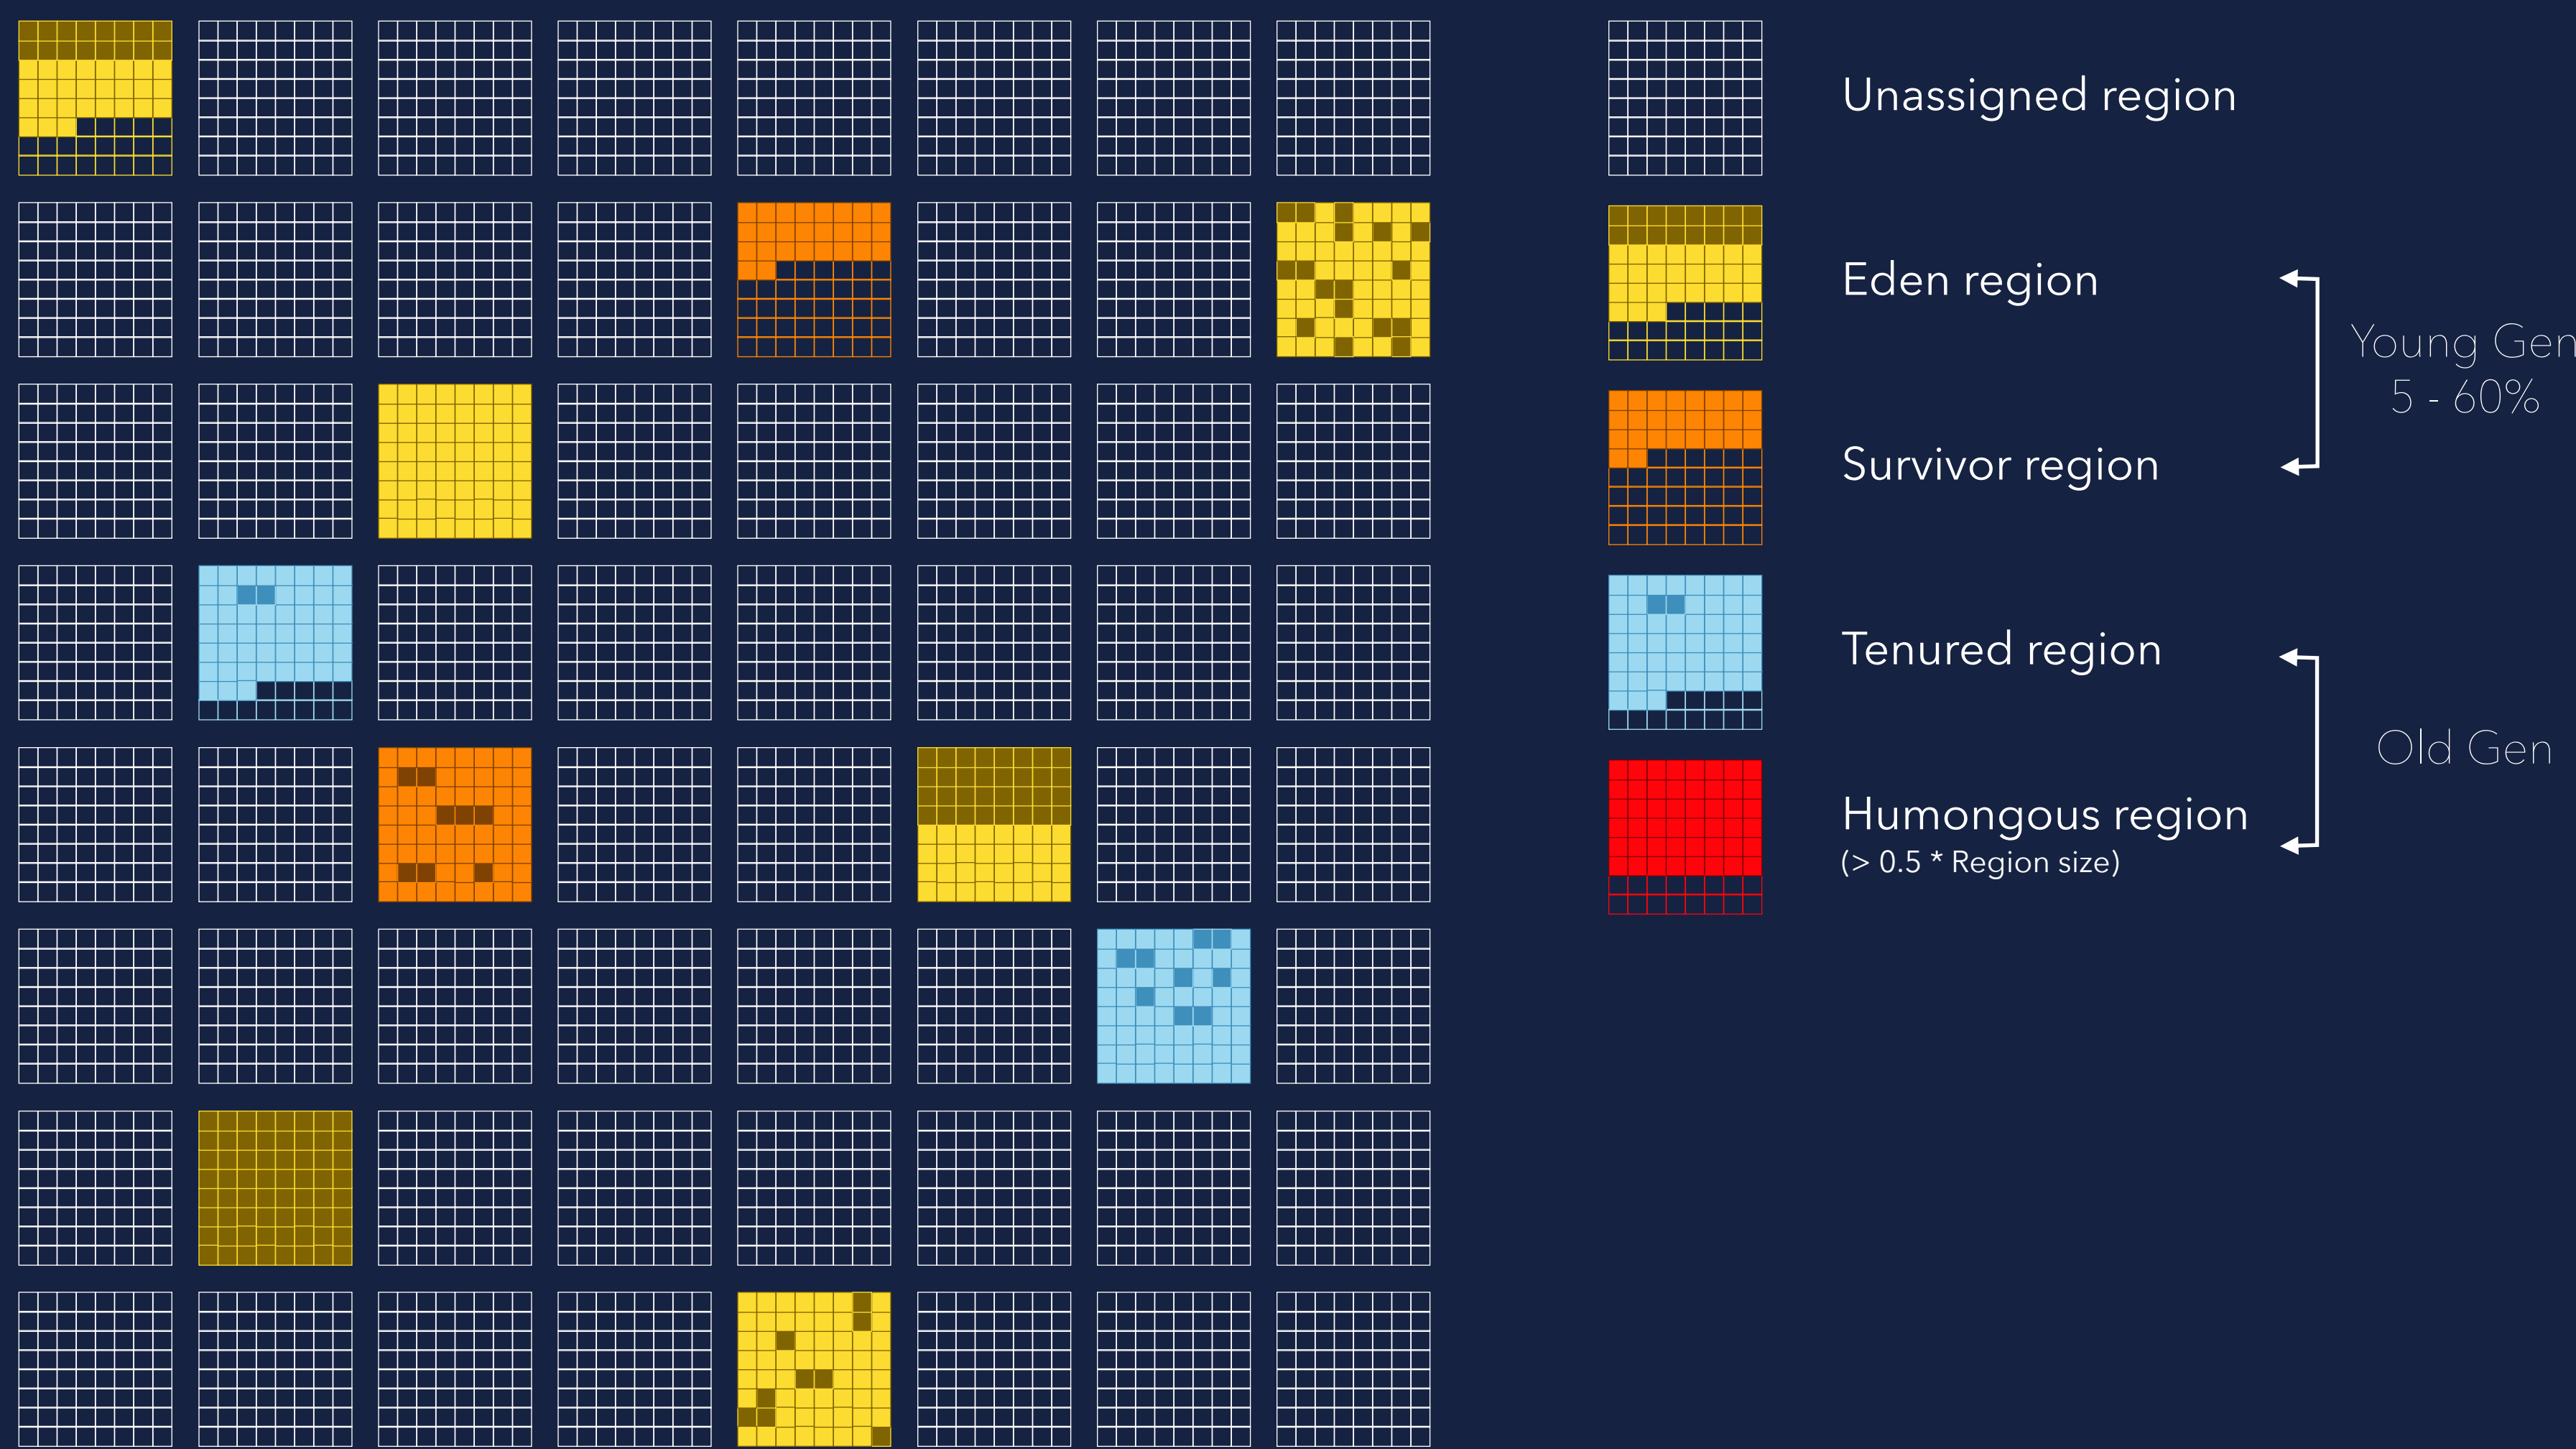 Unassigned region
Eden region
Young Gen
5 - 60%
Survivor region
Tenured region
Old Gen
Humongous region
(> 0.5 * Region size)